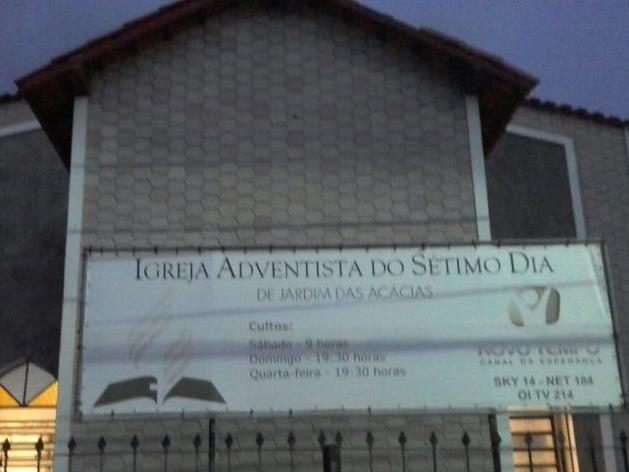 IGREJA ADVENTISTA DO SÉTIMO DIA
DE JARDIM DAS ACÁCIAS
Cultos:
Sábado - 9 horas
Domingo - 19:30 horas
Quarta-feira - 19:30 horas
NOVO TEMPO
CANAL DA ESPERANÇA
SKY 14 - NET 184
OI TV 214